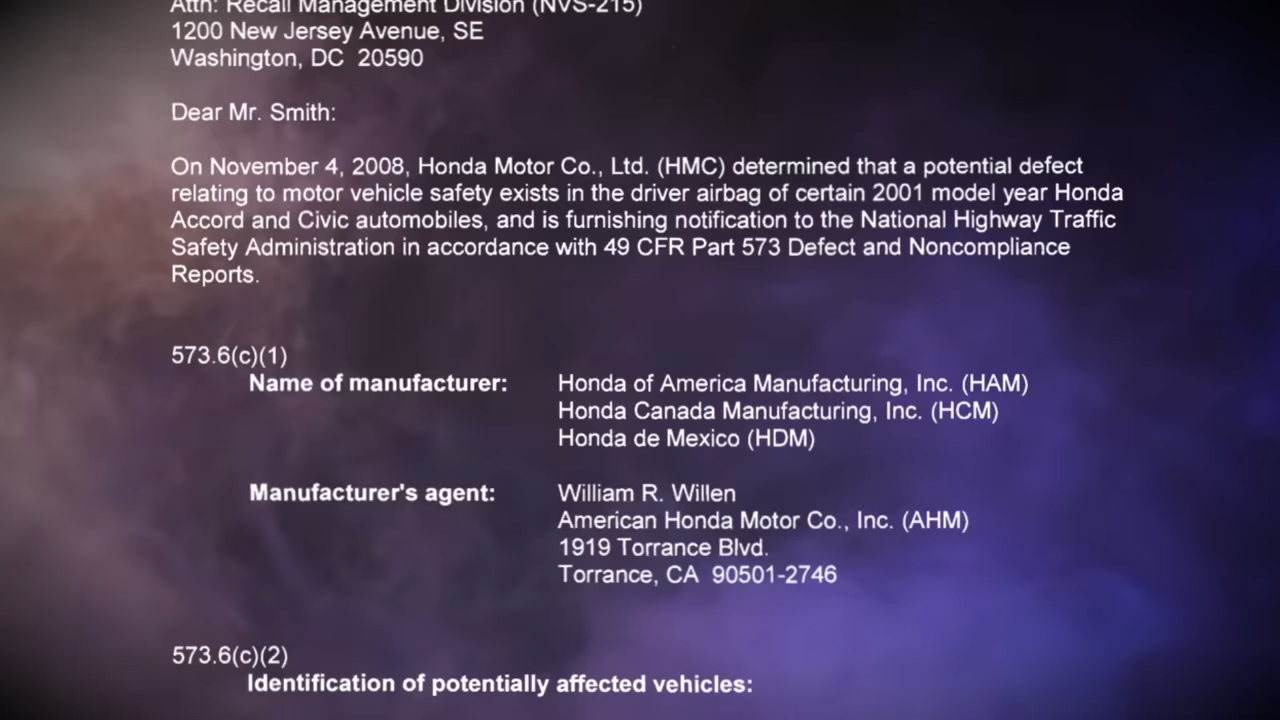 Attn: Recall Management Division (NVS-215)
1200 New Jersey Avenue, SE
Washington, DC 20590
Dear Mr. Smith:
On November 4, 2008, Honda Motor Co., Ltd. (HMC) determined that a potential defect
relating to motor vehicle safety exists in the driver airbag of certain 2001 model year Honda
Accord and Civic automobiles, and is furnishing notification to the National Highway Traffic
Safety Administration in accordance with 49 CFR Part 573 Defect and Noncompliance
Reports.
573.6(c)(1)
Name of manufacturer: Honda of America Manufacturing, Inc. (HAM)
Honda Canada Manufacturing, Inc. (HCM)
Honda de Mexico (HDM)
Manufacturer's agent: William R. Willen
American Honda Motor Co., Inc. (AHM)
1919 Torrance Blvd.
Torrance, CA 90501-2746
573.6(c)(2)
Identification of potentially affected vehicles: